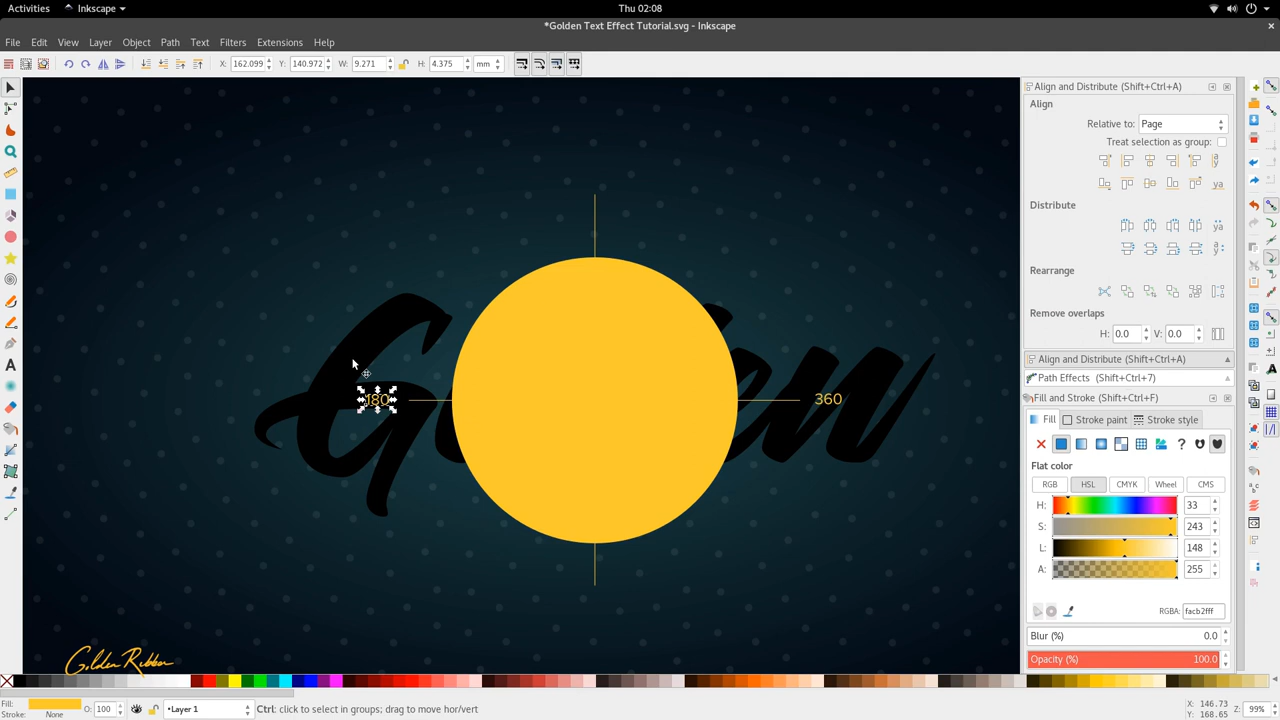 Activities Inkscape Thu 02:08
*Golden Text Effect Tutorial.svg - Inkscape
File Edit View Layer Object Path Text Filters Extensions Help
X: 162.099 Y: 140.972 W: 9.271 H: 4.375 mm
Align and Distribute (Shift+Ctrl+A)
Align
Relative to: Page
Treat selection as group:
Distribute
Rearrange
Remove overlaps
H: 0.0 V: 0.0
Align and Distribute (Shift+Ctrl+A)
Path Effects (Shift+Ctrl+7)
Fill and Stroke (Shift+Ctrl+F)
Fill Stroke paint Stroke style
Flat color
RGB HSL CMYK Wheel CMS
H: 33
S: 243
L: 148
A: 255
RGBA: facb2fff
Blur (%) 0.0
Opacity (%) 100.0
180 360
Golden Ribbon
Fill:
Stroke: None
O: 100
•Layer 1
Ctrl: click to select in groups; drag to move hor/vert
X: 146.73
Y: 168.65
Z: 99%